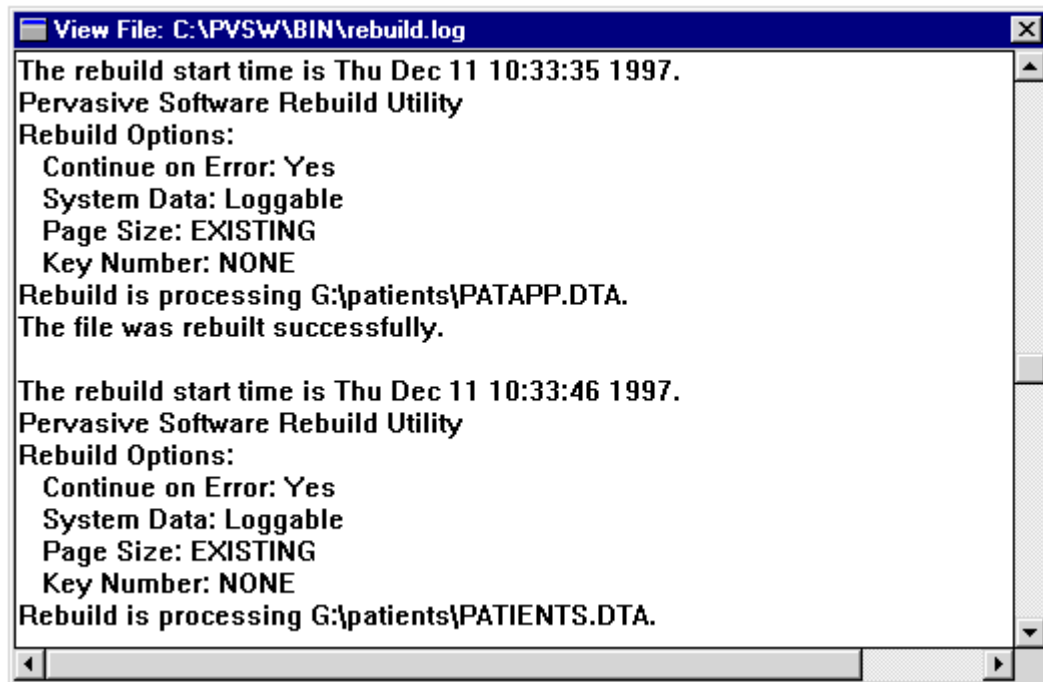 View File: C:\PVSW\BIN\rebuild.log
The rebuild start time is Thu Dec 11 10:33:35 1997.
Pervasive Software Rebuild Utility
Rebuild Options:
Continue on Error: Yes
System Data: Loggable
Page Size: EXISTING
Key Number: NONE
Rebuild is processing G:\patients\PATAPP.DTA.
The file was rebuilt successfully.
The rebuild start time is Thu Dec 11 10:33:46 1997.
Pervasive Software Rebuild Utility
Rebuild Options:
Continue on Error: Yes
System Data: Loggable
Page Size: EXISTING
Key Number: NONE
Rebuild is processing G:\patients\PATIENTS.DTA.